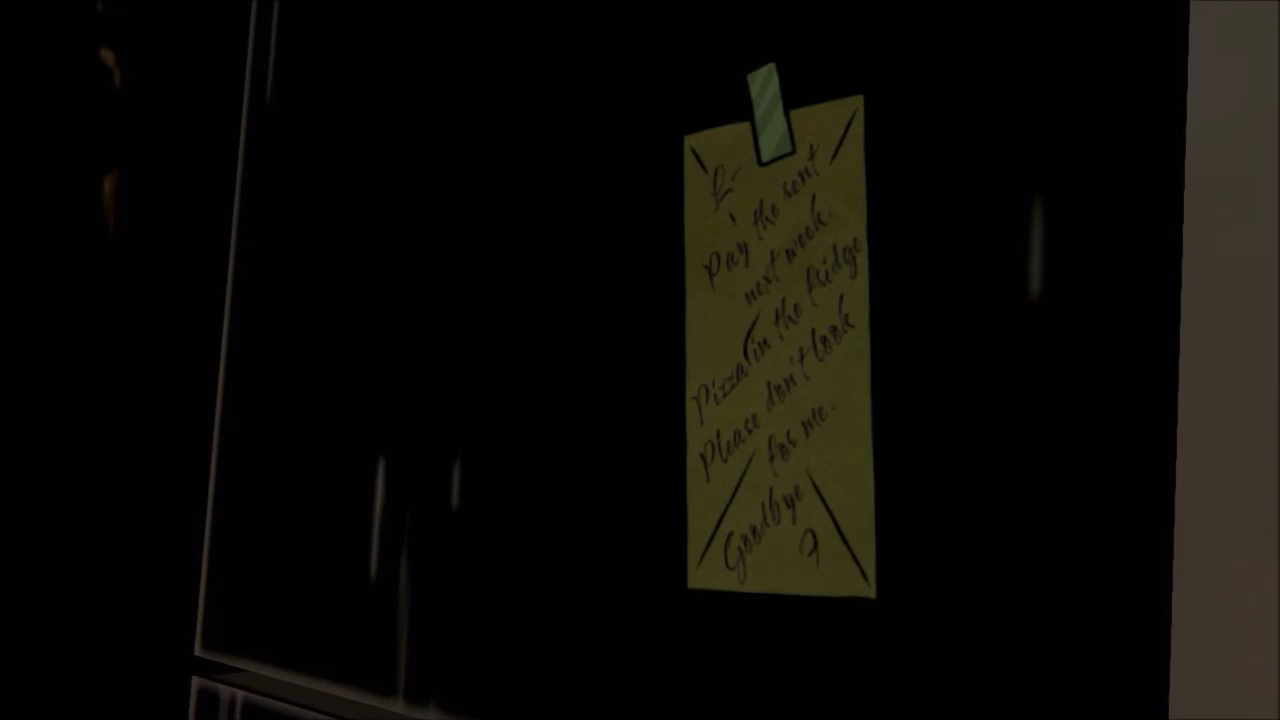 E-
Pay the rent
next week.
Pizza in the fridge
Please don't look
for me.
Goodbye
J